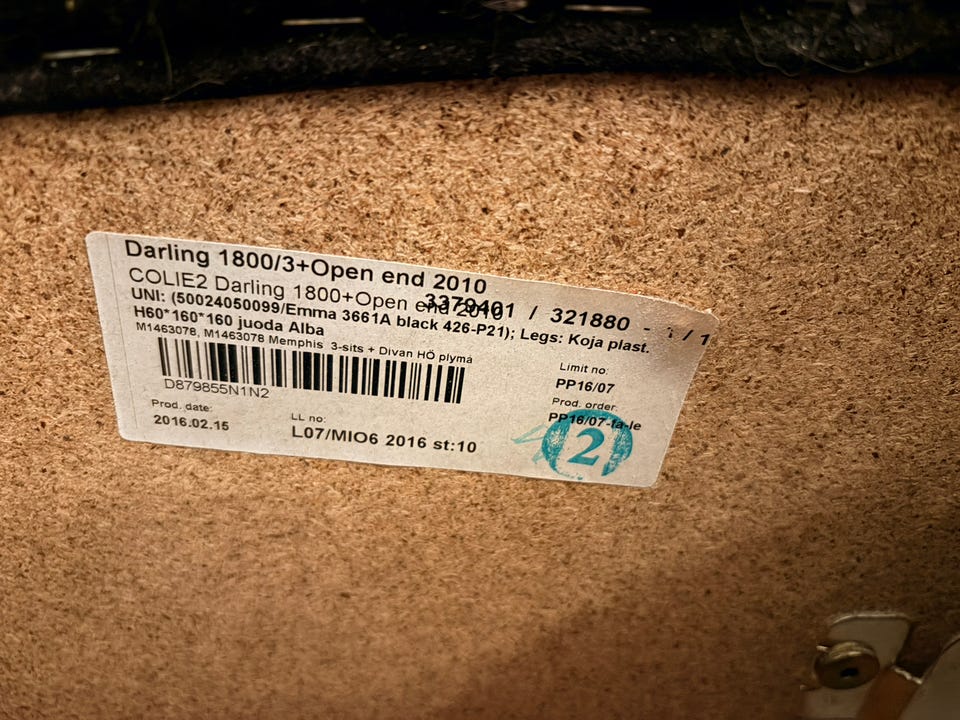 Darling 1800/3+Open end 2010
COLIE2 Darling 1800+Open end 2010
3379401 / 321880 - 1 / 1
UNI: (50024050099/Emma 3661A black 426-P21); Legs: Koja plast.
H60*160*160 juoda Alba
M1463078, M1463078 Memphis 3-sits + Divan HÖ plyma
D879855N1N2
Limit no:
PP16/07
Prod. order:
PP16/07-ta-le
Prod. date:
2016.02.15
LL no:
L07/MIO6 2016 st:10
2